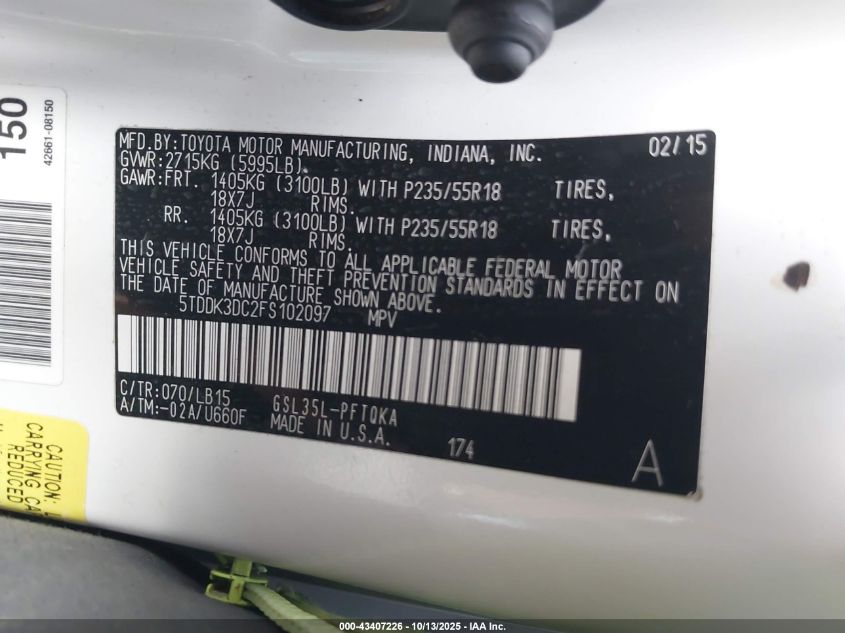 150
42661-08150
MFD.BY:TOYOTA MOTOR MANUFACTURING, INDIANA, INC. 02/15
GVWR:2715KG (5995LB).
GAWR:FRT. 1405KG (3100LB) WITH P235/55R18 TIRES,
18X7J RIMS.
RR. 1405KG (3100LB) WITH P235/55R18 TIRES,
18X7J RIMS.
THIS VEHICLE CONFORMS TO ALL APPLICABLE FEDERAL MOTOR
VEHICLE SAFETY AND THEFT PREVENTION STANDARDS IN EFFECT ON
THE DATE OF MANUFACTURE SHOWN ABOVE.
5TDDK3DC2FS102097 MPV
C/TR:070/LB15 GSL35L-PFTQKA
A/TM:-02A/U660F MADE IN U.S.A.
174
A
CAUTION:
CARRYING
REDUCED
000-43407226 - 10/13/2025 - IAA Inc.